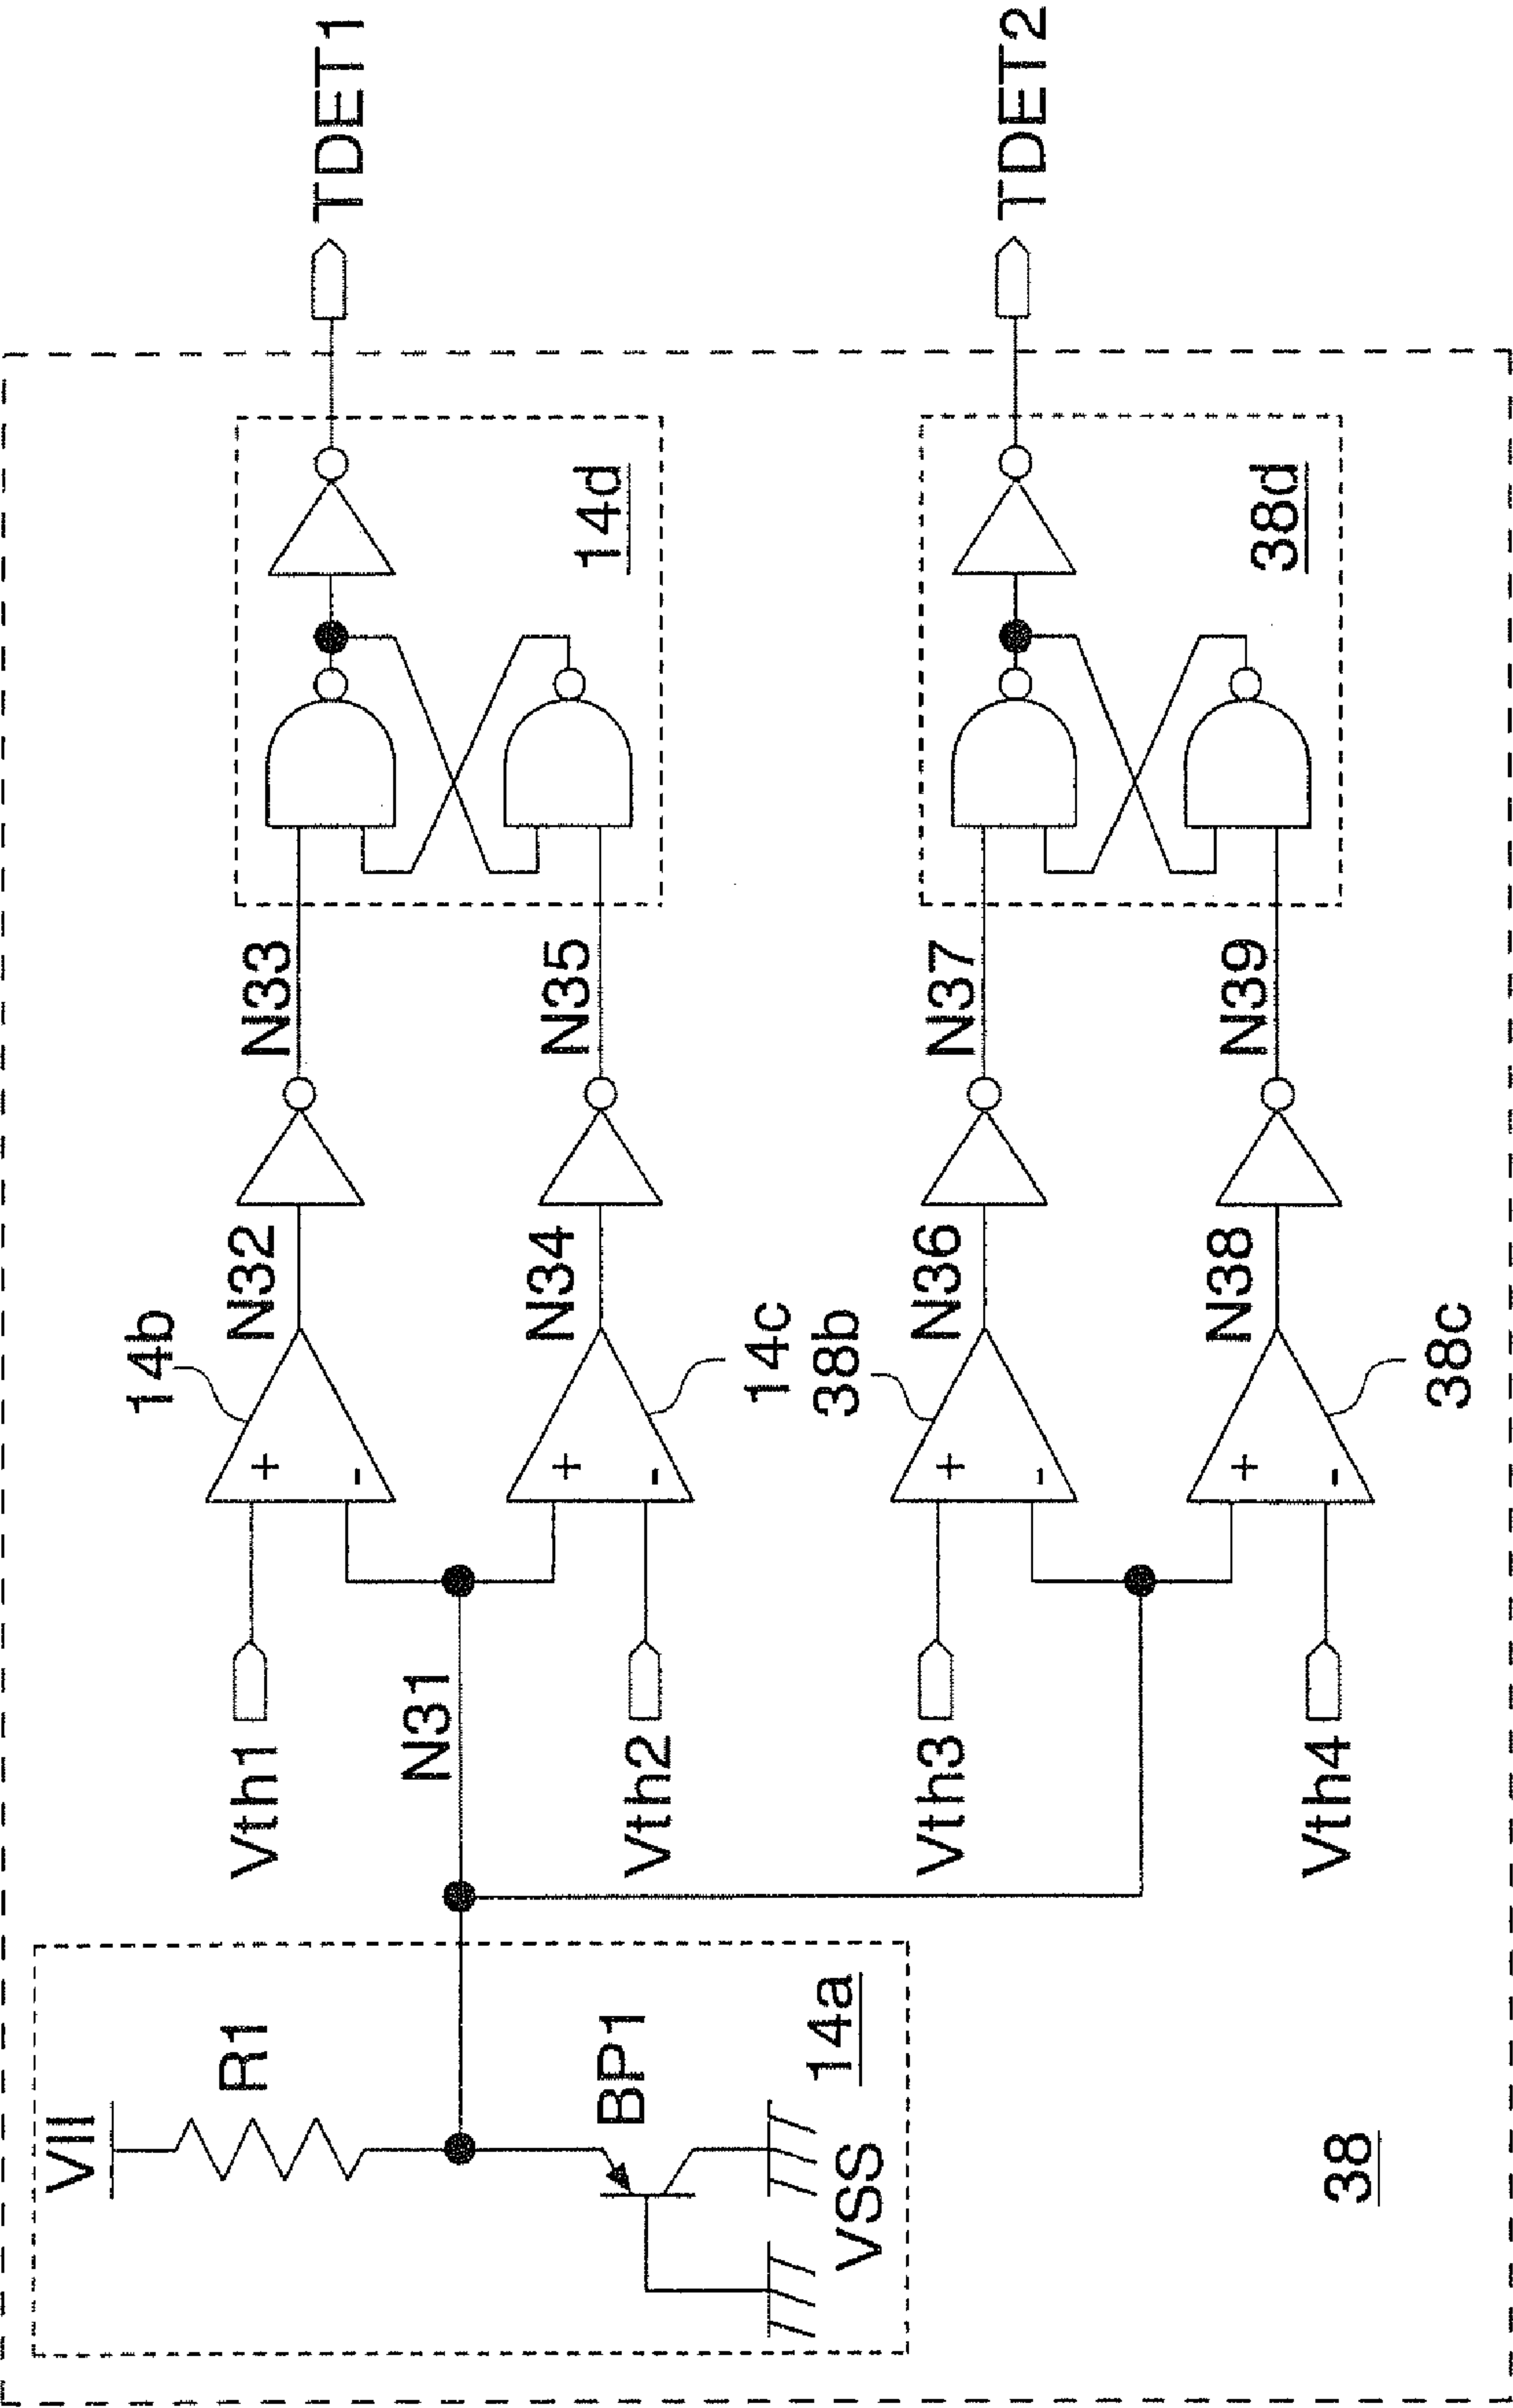 VII
R1
BP1
VSS
14a
38
N31
Vth1
Vth2
Vth3
Vth4
14b
14c
38b
38c
+
-
+
-
+
-
+
-
N32
N34
N36
N38
N33
N35
N37
N39
14d
38d
TDET1
TDET2